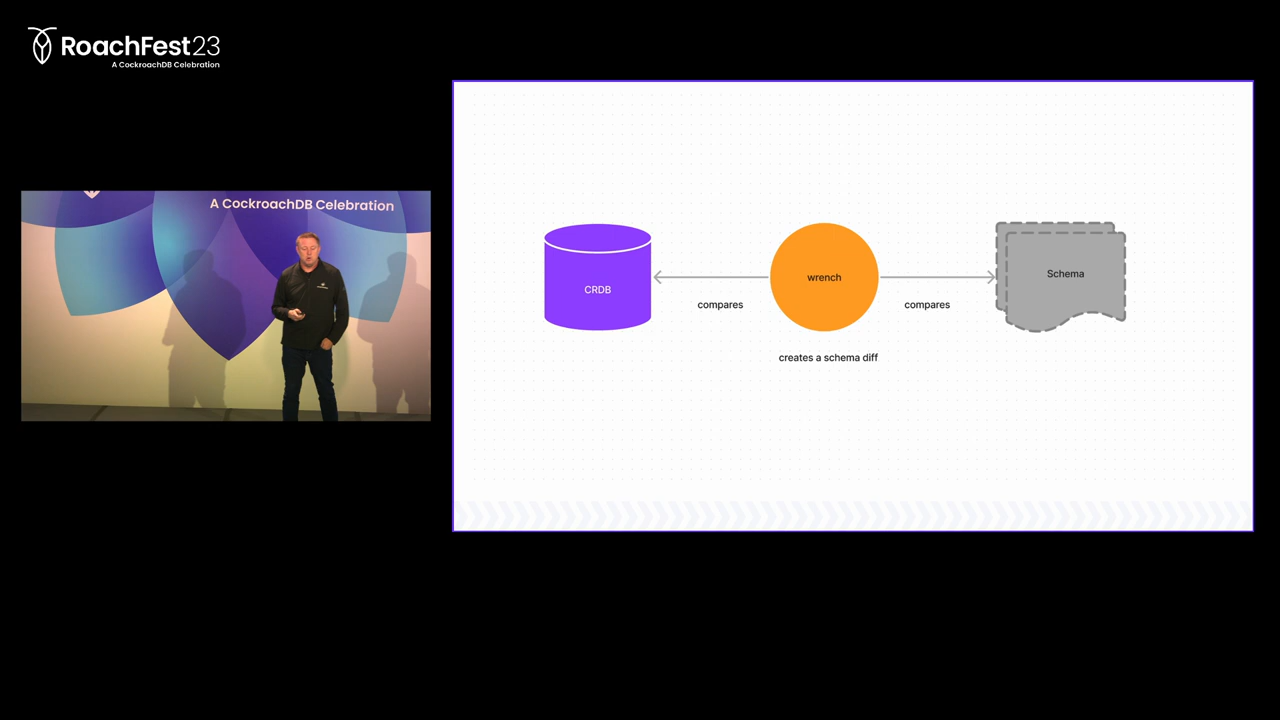 RoachFest23
A CockroachDB Celebration
A CockroachDB Celebration
CRDB
wrench
Schema
compares
compares
creates a schema diff